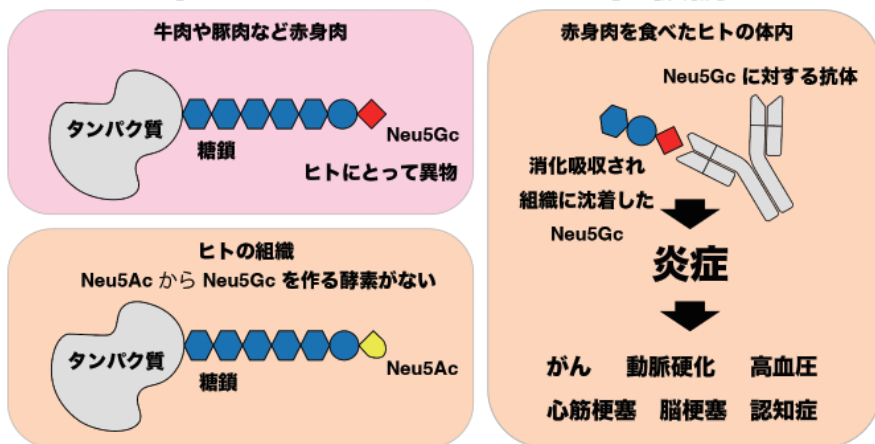 牛肉や豚肉など赤身肉
タンパク質
糖鎖
Neu5Gc
ヒトにとって異物
ヒトの組織
Neu5Ac から Neu5Gc を作る酵素がない
タンパク質
糖鎖
Neu5Ac
赤身肉を食べたヒトの体内
Neu5Gc に対する抗体
消化吸収され
組織に沈着した
Neu5Gc
炎症
がん 動脈硬化 高血圧
心筋梗塞 脳梗塞 認知症